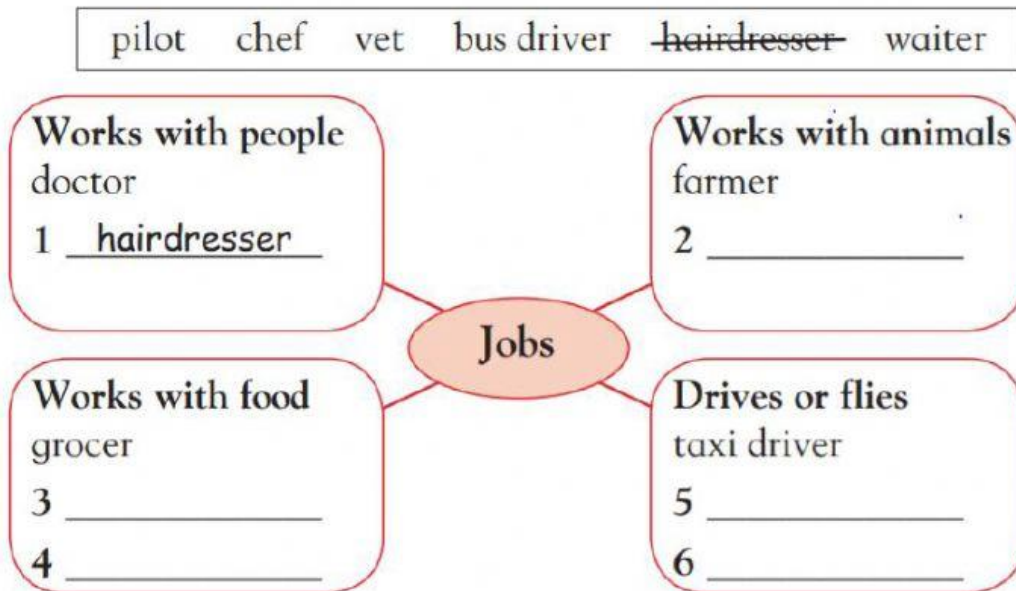 pilot chef vet bus driver hairdresser waiter
Works with people
doctor
1 hairdresser
Works with animals
farmer
2
Jobs
Works with food
grocer
3
4
Drives or flies
taxi driver
5
6